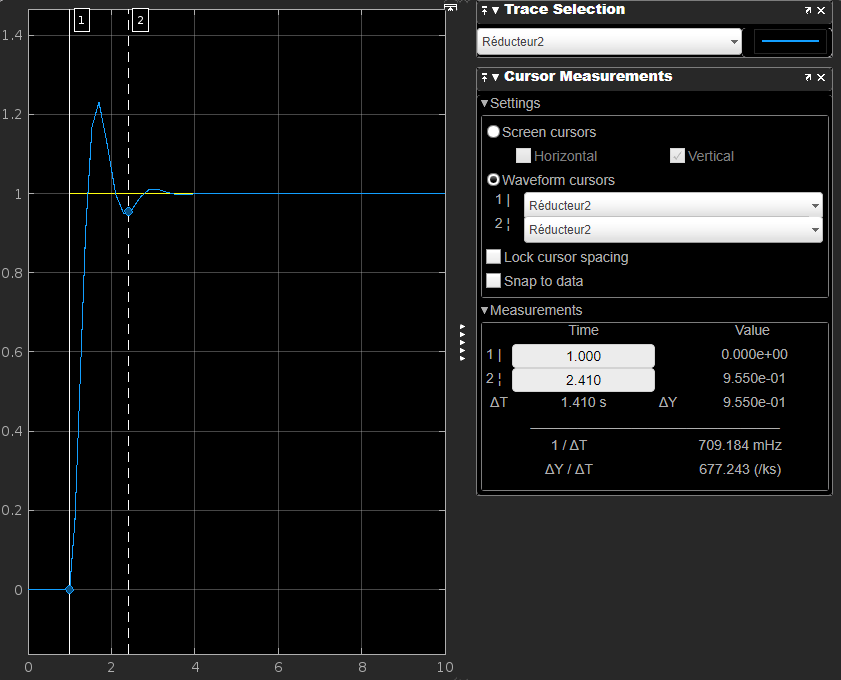 1
2
1.4
1.2
1
0.8
0.6
0.4
0.2
0
0 2 4 6 8 10
Trace Selection
Réducteur2
Cursor Measurements
Settings
Screen cursors
Horizontal Vertical
Waveform cursors
1 | Réducteur2
2 ¦ Réducteur2
Lock cursor spacing
Snap to data
Measurements
Time Value
1 | 1.000 0.000e+00
2 ¦ 2.410 9.550e-01
ΔT 1.410 s ΔY 9.550e-01
1 / ΔT 709.184 mHz
ΔY / ΔT 677.243 (/ks)